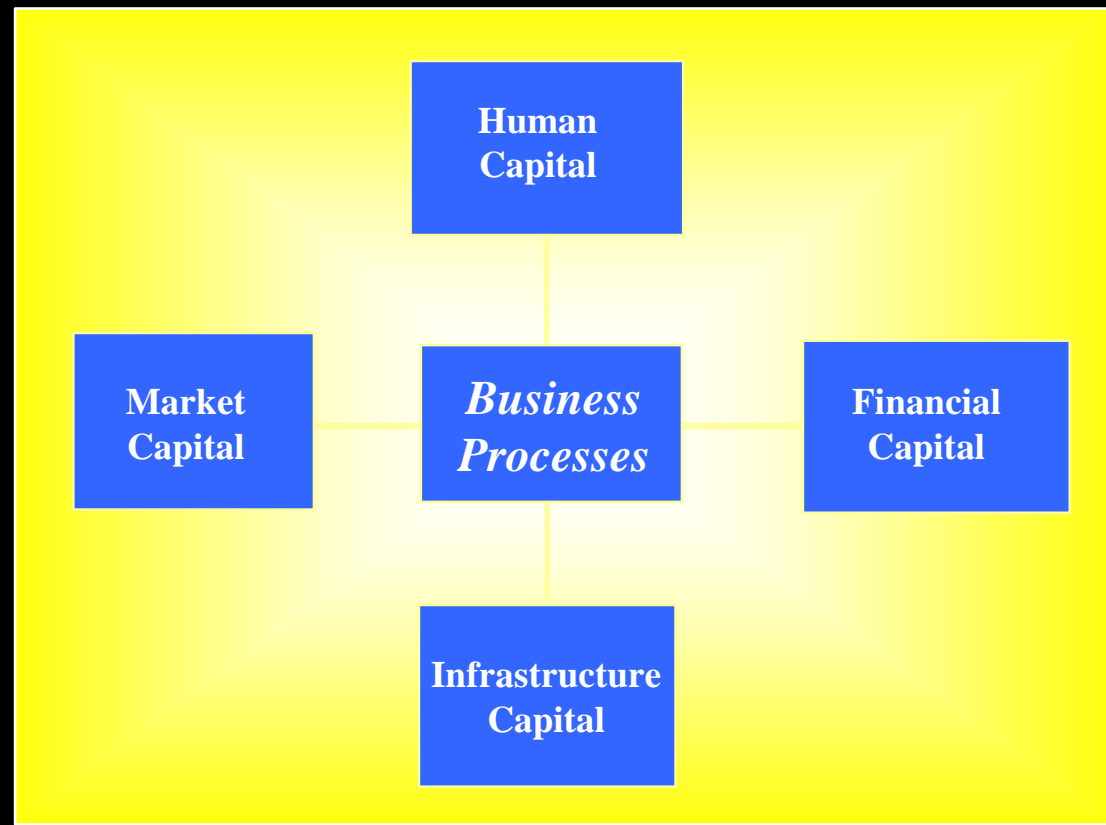 Human
Capital
Market
Capital
Business
Processes
Financial
Capital
Infrastructure
Capital